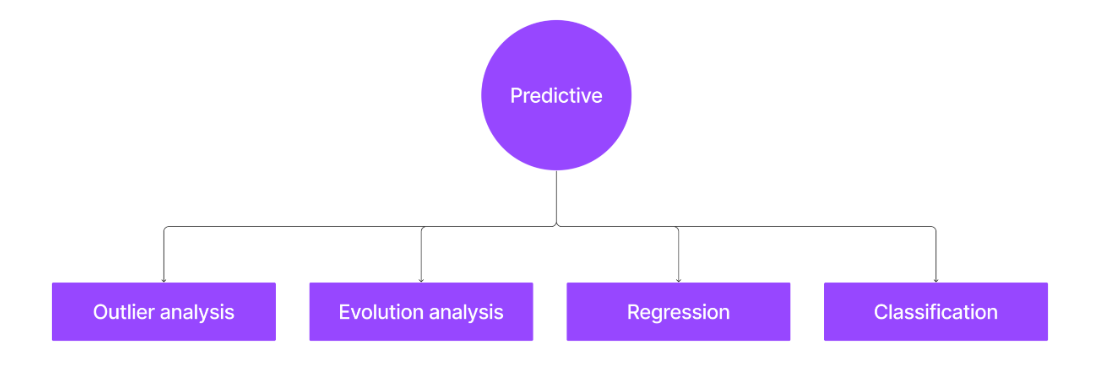 Predictive
Outlier analysis
Evolution analysis
Regression
Classification